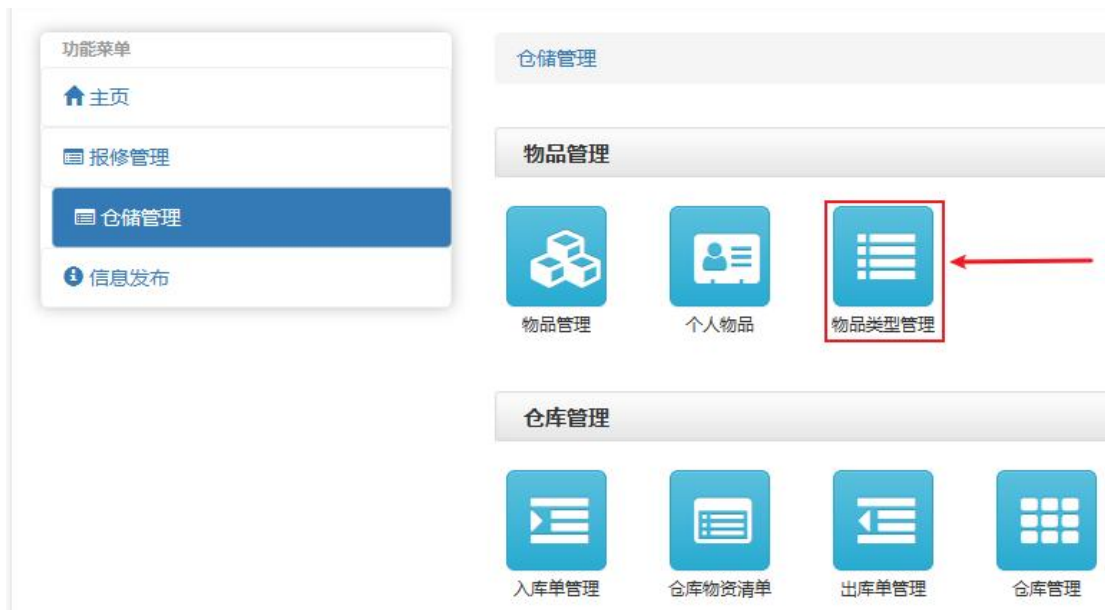 功能菜单
主页
报修管理
仓储管理
信息发布
仓储管理
物品管理
物品管理
个人物品
物品类型管理
仓库管理
入库单管理
仓库物资清单
出库单管理
仓库管理